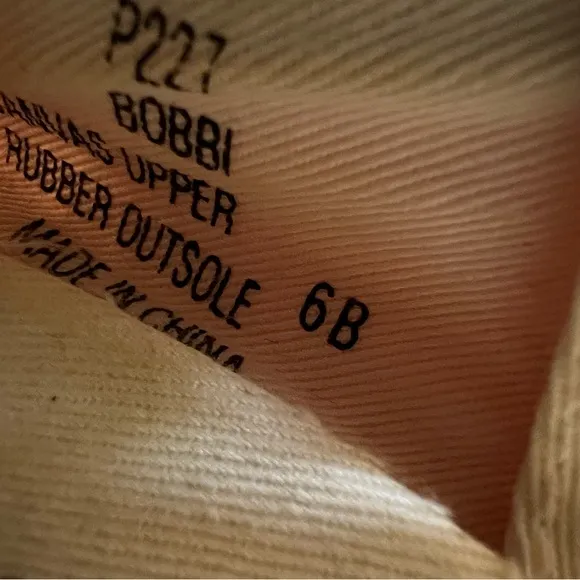 P227
BOBBI
CANVAS UPPER
RUBBER OUTSOLE 6B
MADE IN CHINA